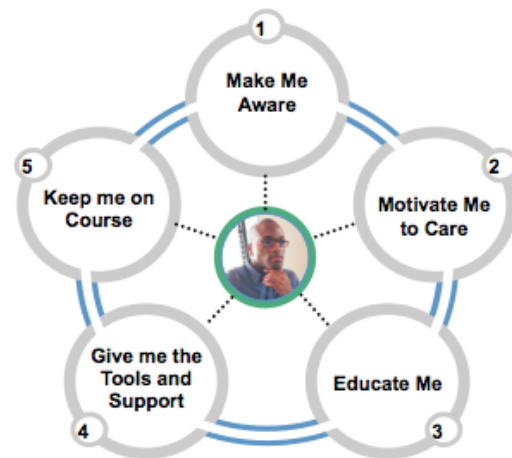 1
Make Me
Aware
2
Motivate Me
to Care
3
Educate Me
4
Give me the
Tools and
Support
5
Keep me on
Course